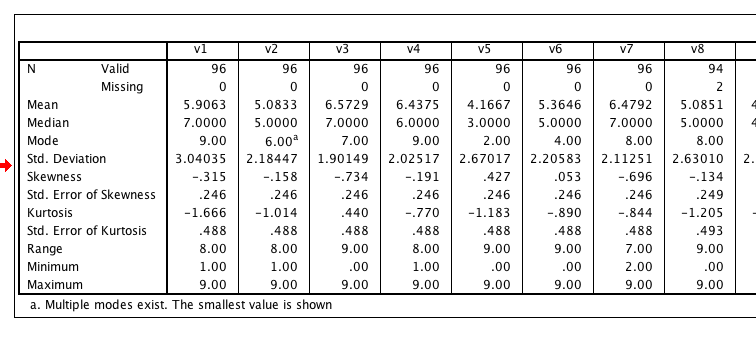 v1 v2 v3 v4 v5 v6 v7 v8
N Valid 96 96 96 96 96 96 96 94
Missing 0 0 0 0 0 0 0 2
Mean 5.9063 5.0833 6.5729 6.4375 4.1667 5.3646 6.4792 5.0851 4
Median 7.0000 5.0000 7.0000 6.0000 3.0000 5.0000 7.0000 5.0000 4
Mode 9.00 6.00a 7.00 9.00 2.00 4.00 8.00 8.00
Std. Deviation 3.04035 2.18447 1.90149 2.02517 2.67017 2.20583 2.11251 2.63010 2.
Skewness -.315 -.158 -.734 -.191 .427 .053 -.696 -.134
Std. Error of Skewness .246 .246 .246 .246 .246 .246 .246 .249
Kurtosis -1.666 -1.014 .440 -.770 -1.183 -.890 -.844 -1.205 -
Std. Error of Kurtosis .488 .488 .488 .488 .488 .488 .488 .493
Range 8.00 8.00 9.00 8.00 9.00 9.00 7.00 9.00
Minimum 1.00 1.00 .00 1.00 .00 .00 2.00 .00
Maximum 9.00 9.00 9.00 9.00 9.00 9.00 9.00 9.00
a. Multiple modes exist. The smallest value is shown